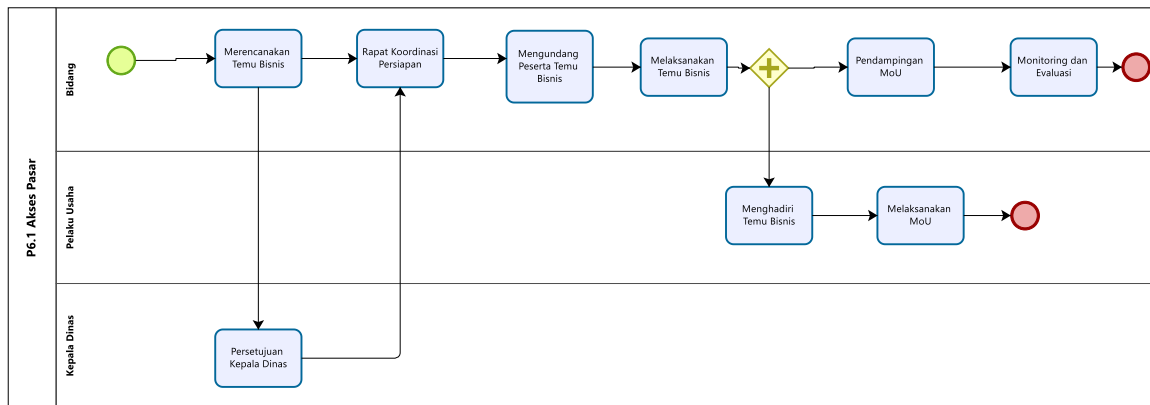 P6.1 Akses Pasar
Bidang
Merencanakan
Temu Bisnis
Rapat Koordinasi
Persiapan
Mengundang
Peserta Temu
Bisnis
Melaksanakan
Temu Bisnis
Pendampingan
MoU
Monitoring dan
Evaluasi
Pelaku Usaha
Menghadiri
Temu Bisnis
Melaksanakan
MoU
Kepala Dinas
Persetujuan
Kepala Dinas